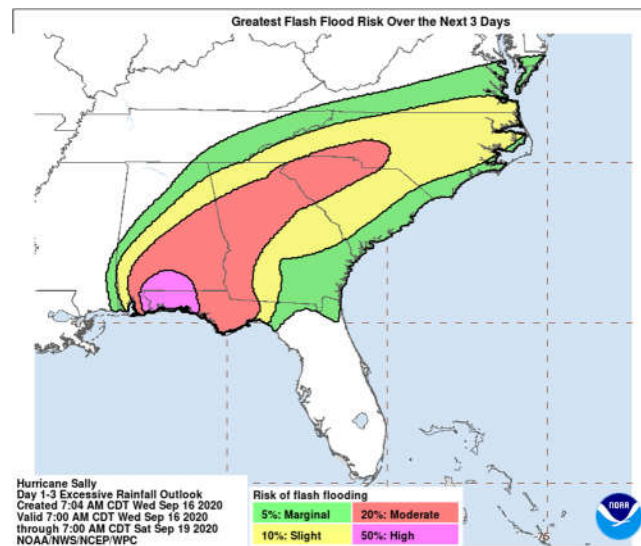 Greatest Flash Flood Risk Over the Next 3 Days
Hurricane Sally
Day 1-3 Excessive Rainfall Outlook
Created 7:04 AM CDT Wed Sep 16 2020
Valid 7:00 AM CDT Wed Sep 16 2020
through 7:00 AM CDT Sat Sep 19 2020
NOAA/NWS/NCEP/WPC
Risk of flash flooding
5%: Marginal 20%: Moderate
10%: Slight 50%: High
NOAA